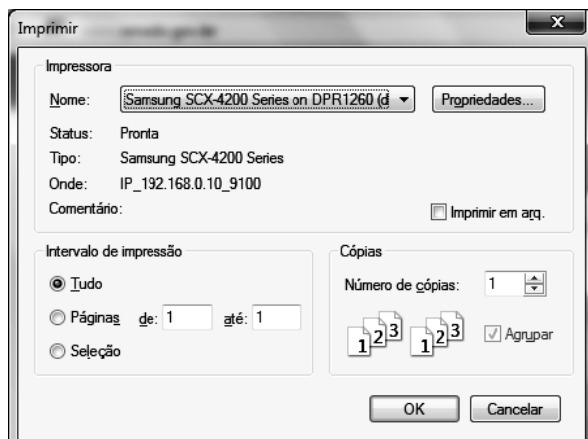 Imprimir
Impressora
Nome: Samsung SCX-4200 Series on DPR1260 (d
Propriedades...
Status: Pronta
Tipo: Samsung SCX-4200 Series
Onde: IP_192.168.0.10_9100
Comentário:
Imprimir em arq.
Intervalo de impressão
Tudo
Páginas de: 1 até: 1
Seleção
Cópias
Número de cópias: 1
1 2 3 1 2 3
Agrupar
OK Cancelar